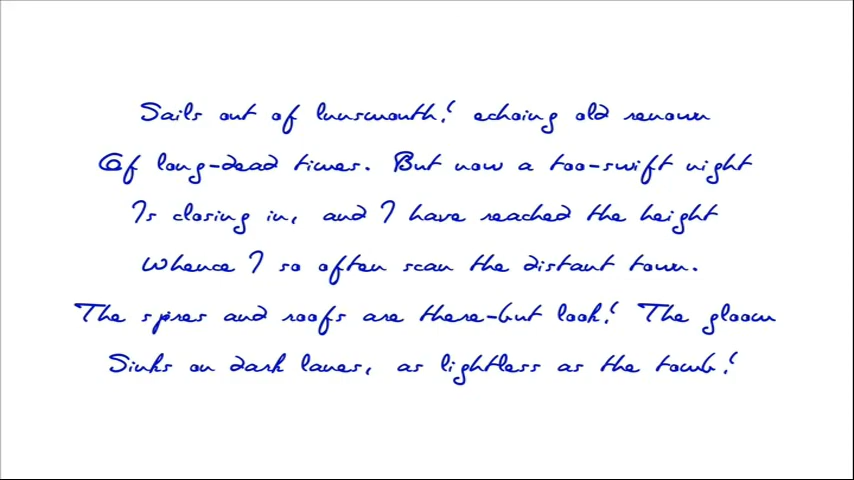 Sails out of Innsmouth! echoing old renown
Of long-dead times. But now a too-swift night
Is closing in, and I have reached the height
Whence I so often scan the distant town.
The spires and roofs are there-but look! The gloom
Sinks on dark lanes, as lightless as the tomb!